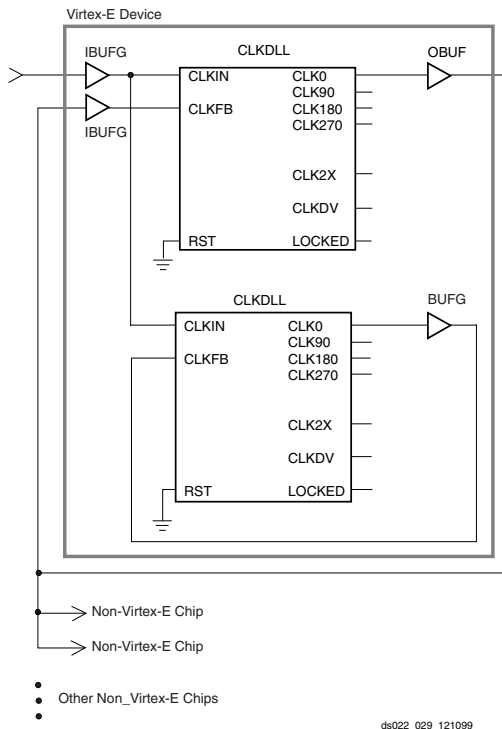 Virtex-E Device
IBUFG
CLKDLL
OBUF
CLKIN
CLK0
CLK90
CLKFB
CLK180
CLK270
IBUFG
CLK2X
CLKDV
RST
LOCKED
CLKDLL
BUFG
CLKIN
CLK0
CLK90
CLKFB
CLK180
CLK270
CLK2X
CLKDV
RST
LOCKED
Non-Virtex-E Chip
Non-Virtex-E Chip
Other Non_Virtex-E Chips
ds022_029_121099